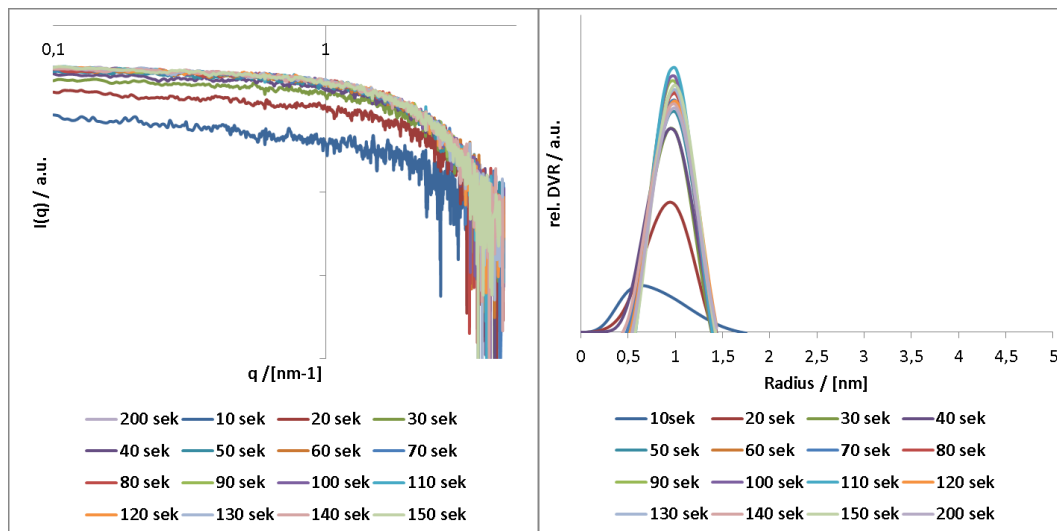 0,1 1
I(q) / a.u.
q /[nm-1]
200 sek 10 sek 20 sek 30 sek
40 sek 50 sek 60 sek 70 sek
80 sek 90 sek 100 sek 110 sek
120 sek 130 sek 140 sek 150 sek
rel. DVR / a.u.
0 0,5 1 1,5 2 2,5 3 3,5 4 4,5 5
Radius / [nm]
10sek 20 sek 30 sek 40 sek
50 sek 60 sek 70 sek 80 sek
90 sek 100 sek 110 sek 120 sek
130 sek 140 sek 150 sek 200 sek